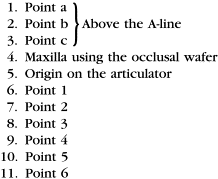 1. Point a
2. Point b
3. Point c
Above the A-line
4. Maxilla using the occlusal wafer
5. Origin on the articulator
6. Point 1
7. Point 2
8. Point 3
9. Point 4
10. Point 5
11. Point 6